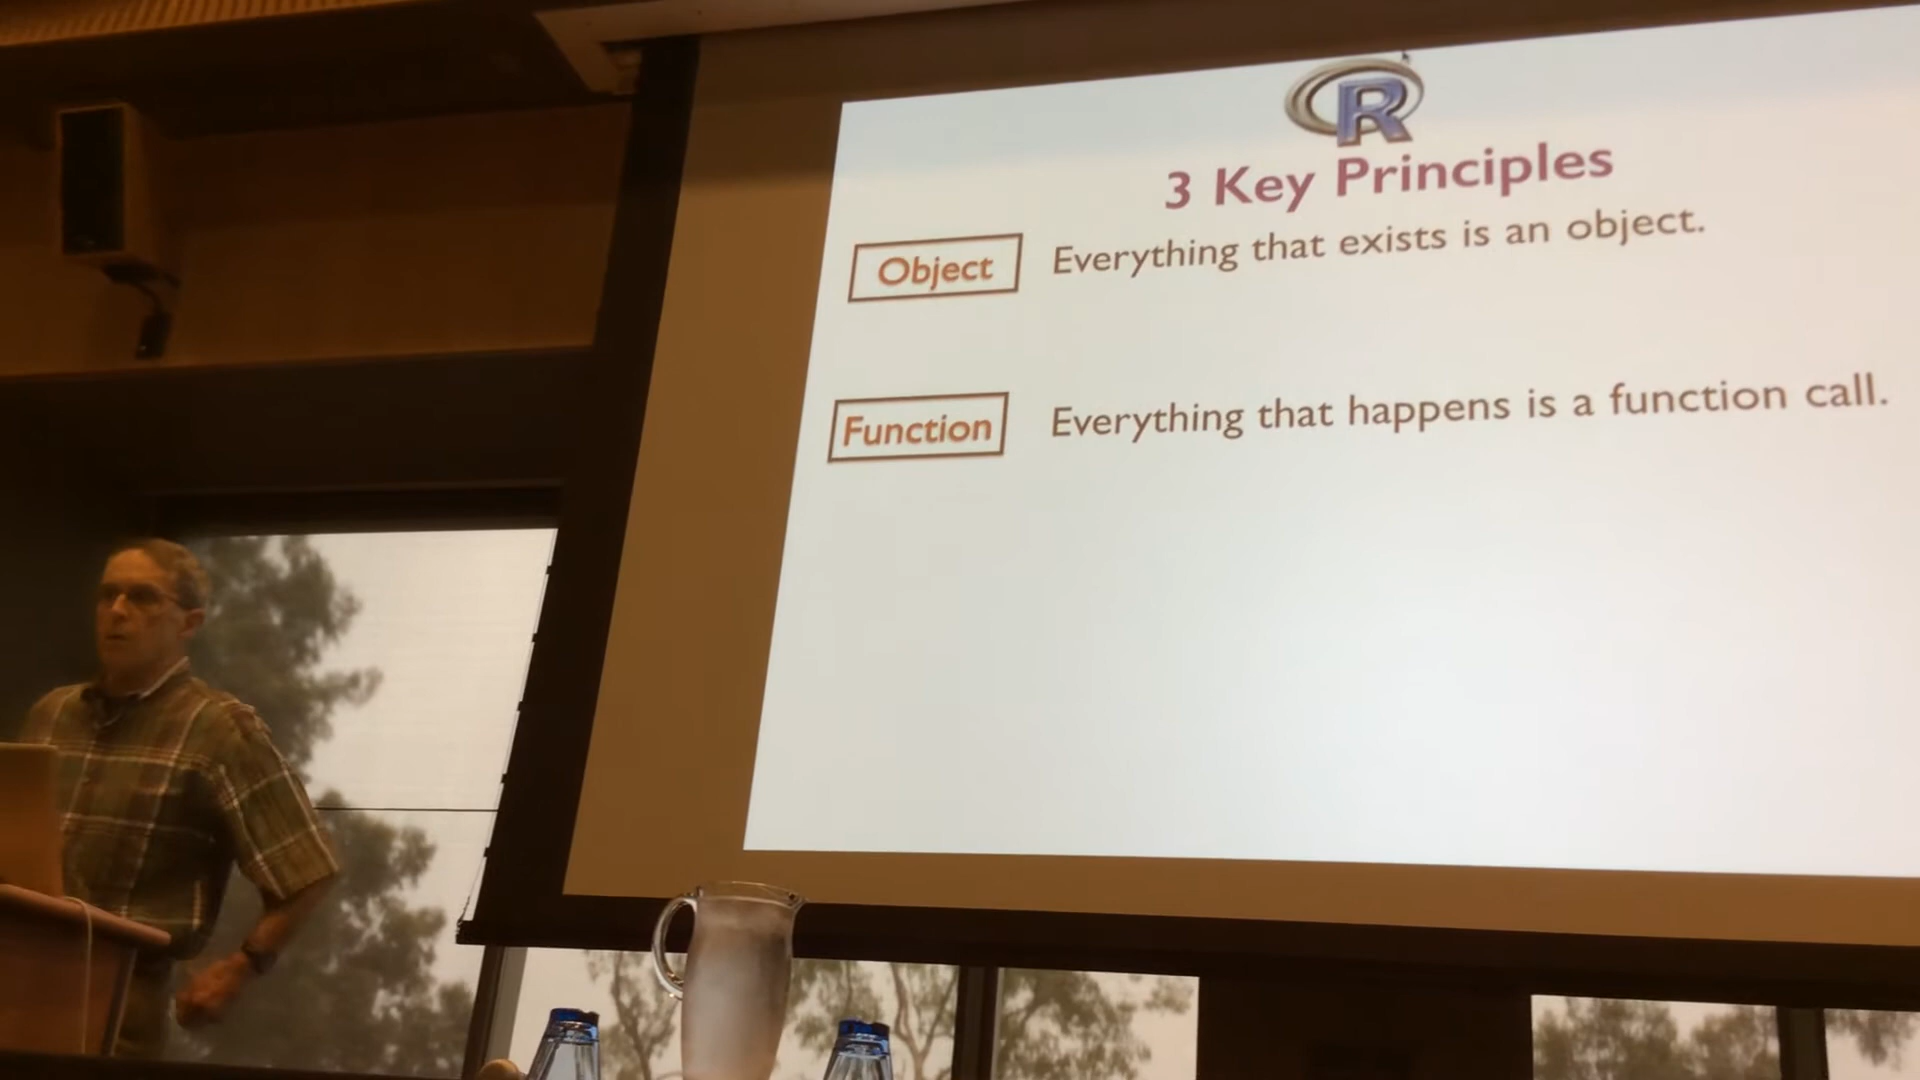 R
3 Key Principles
Object Everything that exists is an object.
Function Everything that happens is a function call.